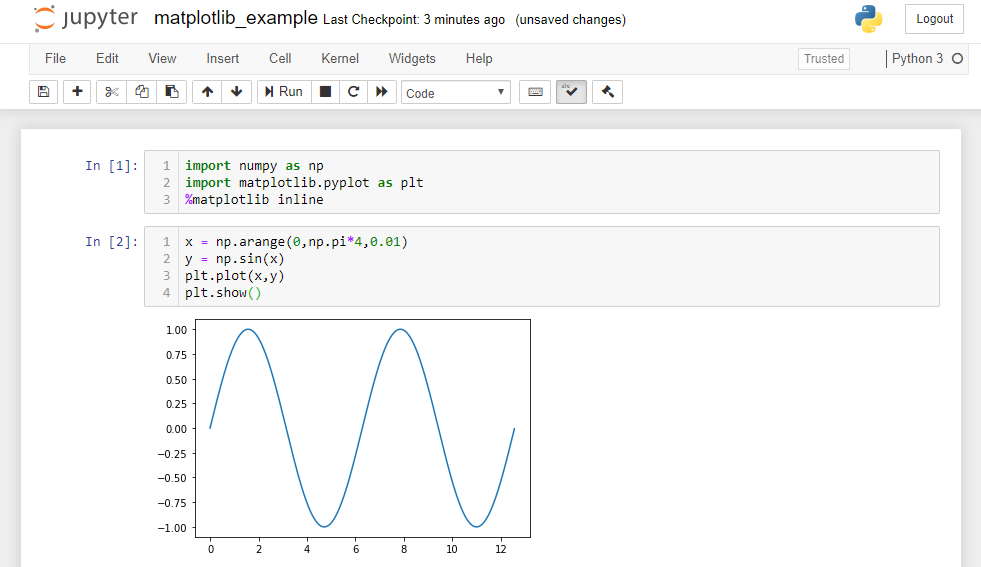 jupyter matplotlib_example Last Checkpoint: 3 minutes ago (unsaved changes) Logout
File Edit View Insert Cell Kernel Widgets Help Trusted Python 3
Run Code
In [1]:
1 import numpy as np
2 import matplotlib.pyplot as plt
3 %matplotlib inline
In [2]:
1 x = np.arange(0,np.pi*4,0.01)
2 y = np.sin(x)
3 plt.plot(x,y)
4 plt.show()
1.00
0.75
0.50
0.25
0.00
−0.25
−0.50
−0.75
−1.00
0 2 4 6 8 10 12